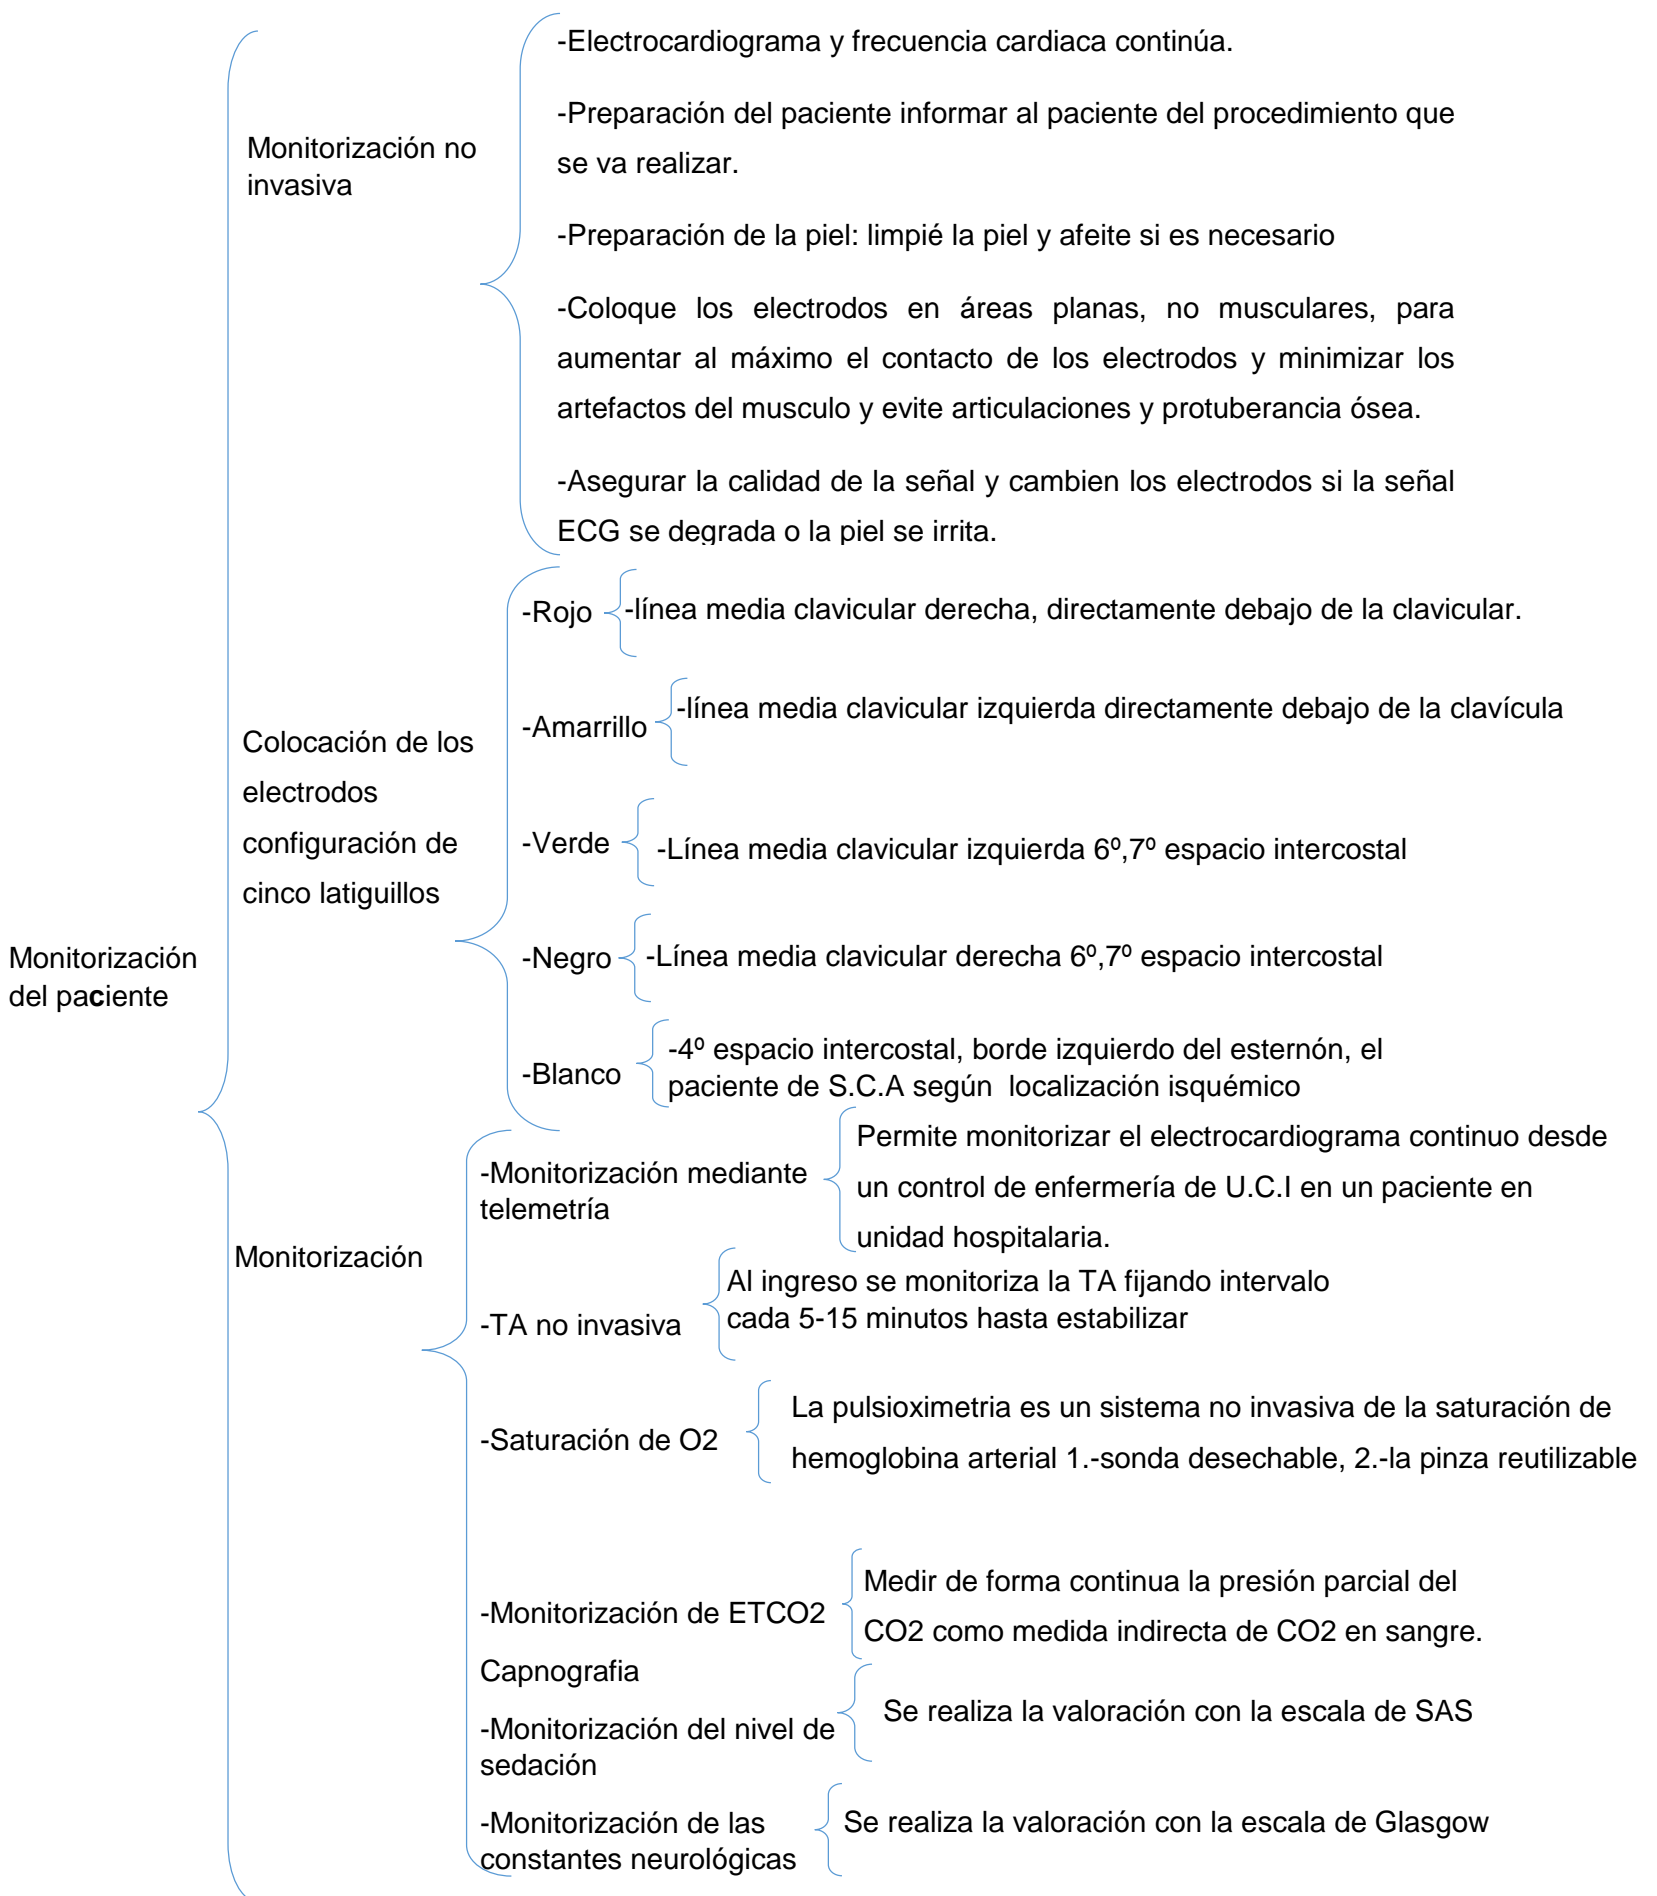 Monitorización
del paciente
Monitorización no
invasiva
-Electrocardiograma y frecuencia cardiaca continúa.
-Preparación del paciente informar al paciente del procedimiento que
se va realizar.
-Preparación de la piel: limpié la piel y afeite si es necesario
-Coloque los electrodos en áreas planas, no musculares, para
aumentar al máximo el contacto de los electrodos y minimizar los
artefactos del musculo y evite articulaciones y protuberancia ósea.
-Asegurar la calidad de la señal y cambien los electrodos si la señal
ECG se degrada o la piel se irrita.
Colocación de los
electrodos
configuración de
cinco latiguillos
-Rojo
-línea media clavicular derecha, directamente debajo de la clavicular.
-Amarrillo
-línea media clavicular izquierda directamente debajo de la clavícula
-Verde
-Línea media clavicular izquierda 6º,7º espacio intercostal
-Negro
-Línea media clavicular derecha 6º,7º espacio intercostal
-Blanco
-4º espacio intercostal, borde izquierdo del esternón, el
paciente de S.C.A según localización isquémico
Monitorización
-Monitorización mediante
telemetría
Permite monitorizar el electrocardiograma continuo desde
un control de enfermería de U.C.I en un paciente en
unidad hospitalaria.
-TA no invasiva
Al ingreso se monitoriza la TA fijando intervalo
cada 5-15 minutos hasta estabilizar
-Saturación de O2
La pulsioximetria es un sistema no invasiva de la saturación de
hemoglobina arterial 1.-sonda desechable, 2.-la pinza reutilizable
-Monitorización de ETCO2
Capnografia
Medir de forma continua la presión parcial del
CO2 como medida indirecta de CO2 en sangre.
-Monitorización del nivel de
sedación
Se realiza la valoración con la escala de SAS
-Monitorización de las
constantes neurológicas
Se realiza la valoración con la escala de Glasgow